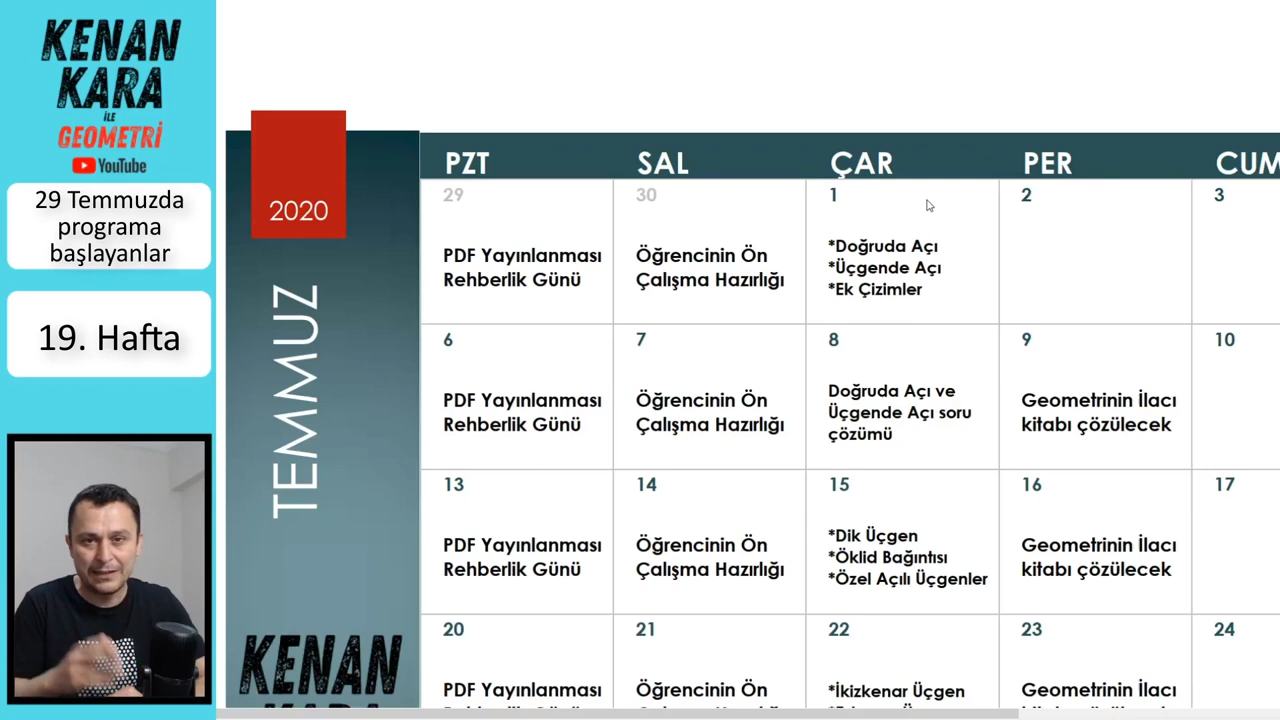 KENAN
KARA
İLE
GEOMETRİ
YouTube
29 Temmuzda
programa
başlayanlar
19. Hafta
2020
TEMMUZ
KENAN
PZT SAL ÇAR PER CUM
29 30 1 2 3
PDF Yayınlanması
Rehberlik Günü
Öğrencinin Ön
Çalışma Hazırlığı
*Doğruda Açı
*Üçgende Açı
*Ek Çizimler
6 7 8 9 10
PDF Yayınlanması
Rehberlik Günü
Öğrencinin Ön
Çalışma Hazırlığı
Doğruda Açı ve
Üçgende Açı soru
çözümü
Geometrinin İlacı
kitabı çözülecek
13 14 15 16 17
PDF Yayınlanması
Rehberlik Günü
Öğrencinin Ön
Çalışma Hazırlığı
*Dik Üçgen
*Öklid Bağıntısı
*Özel Açılı Üçgenler
Geometrinin İlacı
kitabı çözülecek
20 21 22 23 24
PDF Yayınlanması
Öğrencinin Ön
*İkizkenar Üçgen
Geometrinin İlacı